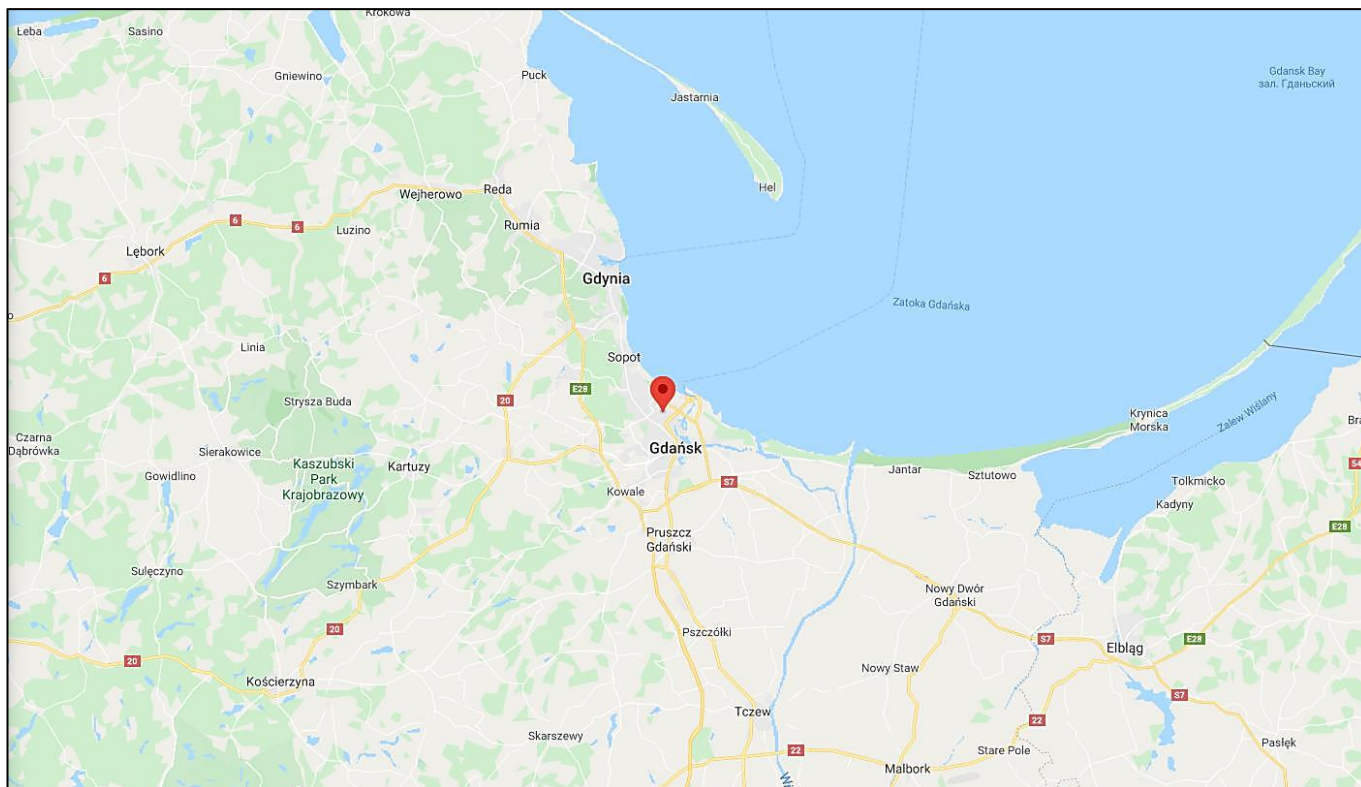 Krokowa
Łeba
Sasino
Gniewino
Puck
Gdansk Bay
зал. Гданьский
Jastarnia
Hel
Wejherowo
Reda
6
6
Luzino
Rumia
Lębork
6
Gdynia
Zatoka Gdańska
o
Linia
Sopot
E28
20
Strysza Buda
Krynica
Morska
Zalew Wiślany
Bra
Czarna
Dąbrówka
Sierakowice
Gdańsk
Kaszubski
Park
Krajobrazowy
Kartuzy
Gowidlino
Jantar
Sztutowo
54
Tolkmicko
Kadyny
S7
Kowale
E28
Pruszcz
Gdański
Sulęczyno
Szymbark
Nowy Dwór
Gdański
20
Pszczółki
S7
Elbląg
E28
20
Nowy Staw
Kościerzyna
S7
Tczew
22
Skarszewy
22
Stare Pole
Pasłęk
Malbork
Wi